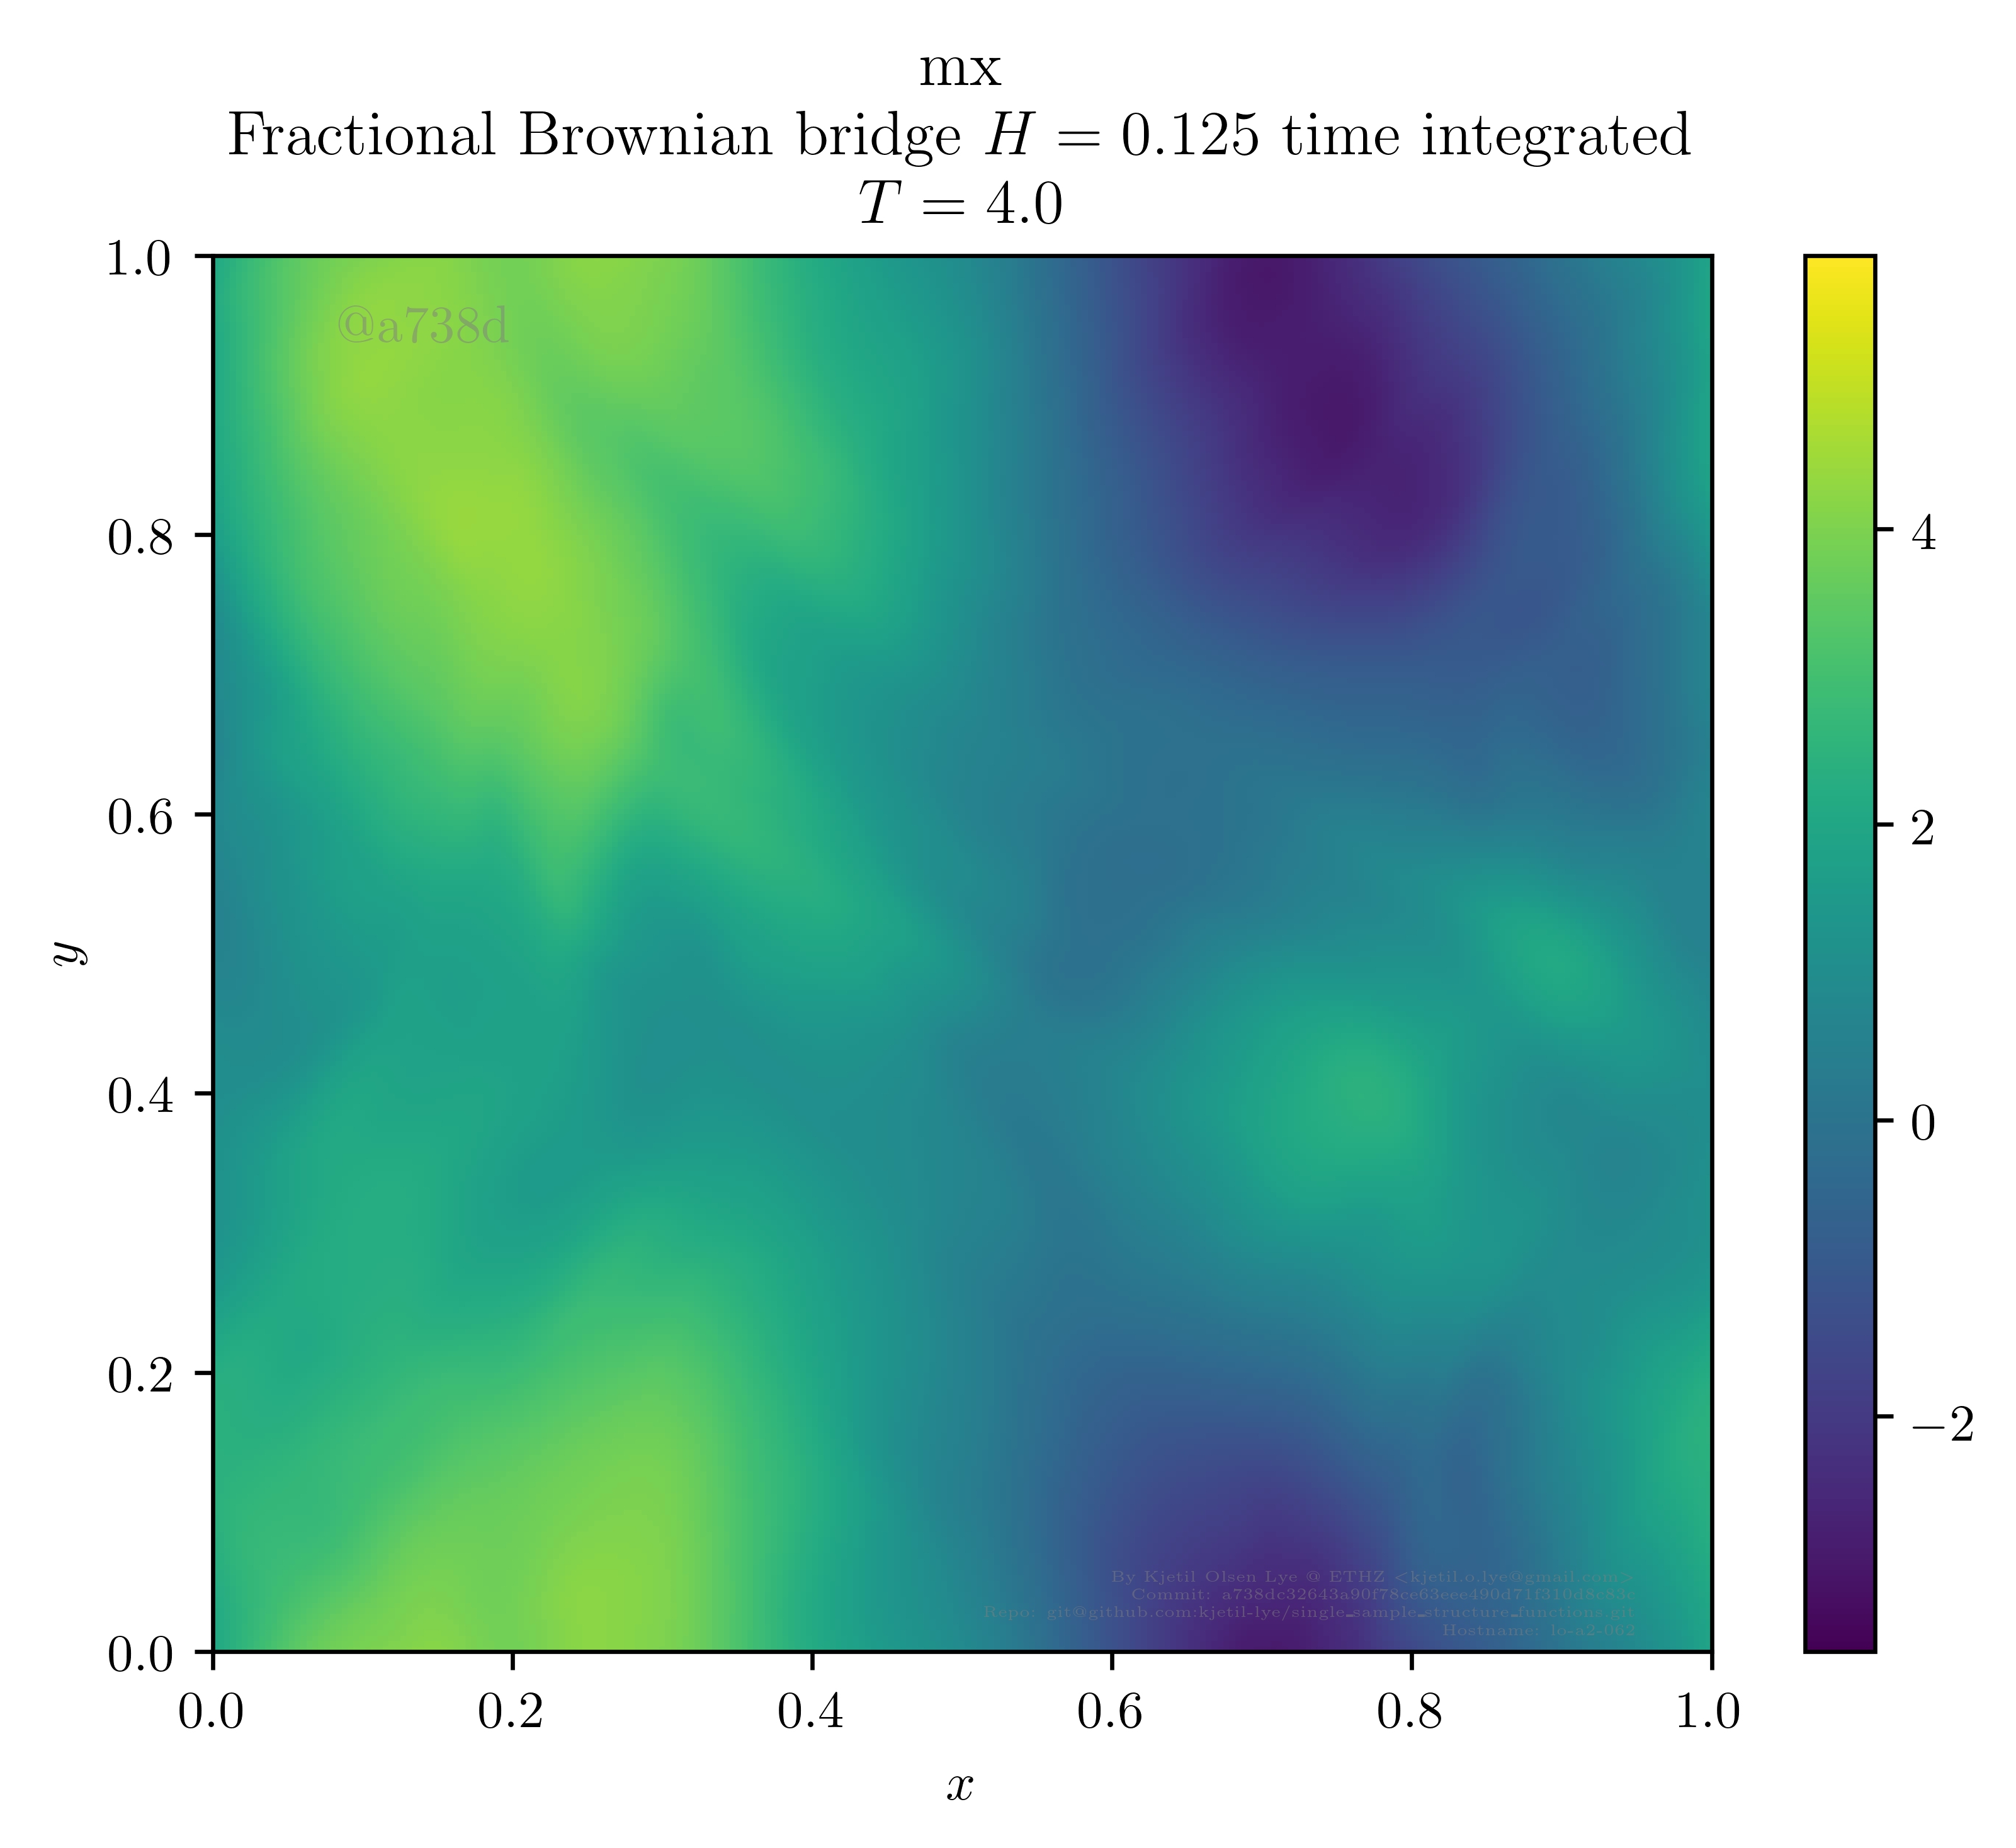 mx
Fractional Brownian bridge H = 0.125 time integrated
T = 4.0
1.0
@a738d
0.8
0.6
0.4
0.2
0.0
y
4
2
0
−2
By Kjetil Olsen Lye @ ETHZ <kjetil.o.lye@gmail.com>
Commit: a738dc32643a90f78ce63eee490d71f310d8c83e
Repo: git@github.com:kjetil-lye/single_sample_structure_functions.git
Hostname: lo-a2-062
0.0 0.2 0.4 0.6 0.8 1.0
x